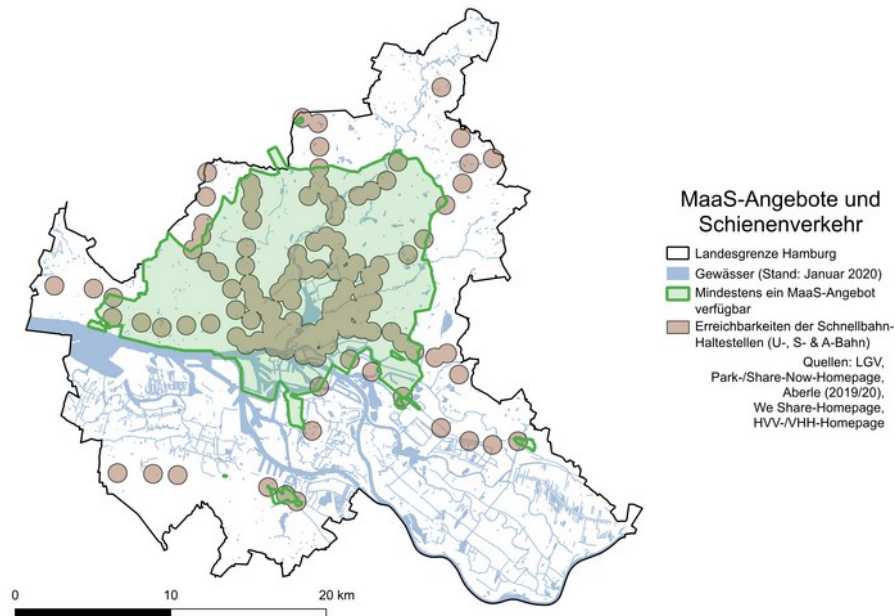 MaaS-Angebote und
Schienenverkehr
Landesgrenze Hamburg
Gewässer (Stand: Januar 2020)
Mindestens ein MaaS-Angebot
verfügbar
Erreichbarkeiten der Schnellbahn-
Haltestellen (U-, S- & A-Bahn)
Quellen: LGV,
Park-/Share-Now-Homepage,
Aberle (2019/20),
We Share-Homepage,
HVV-/VHH-Homepage
0 10 20 km